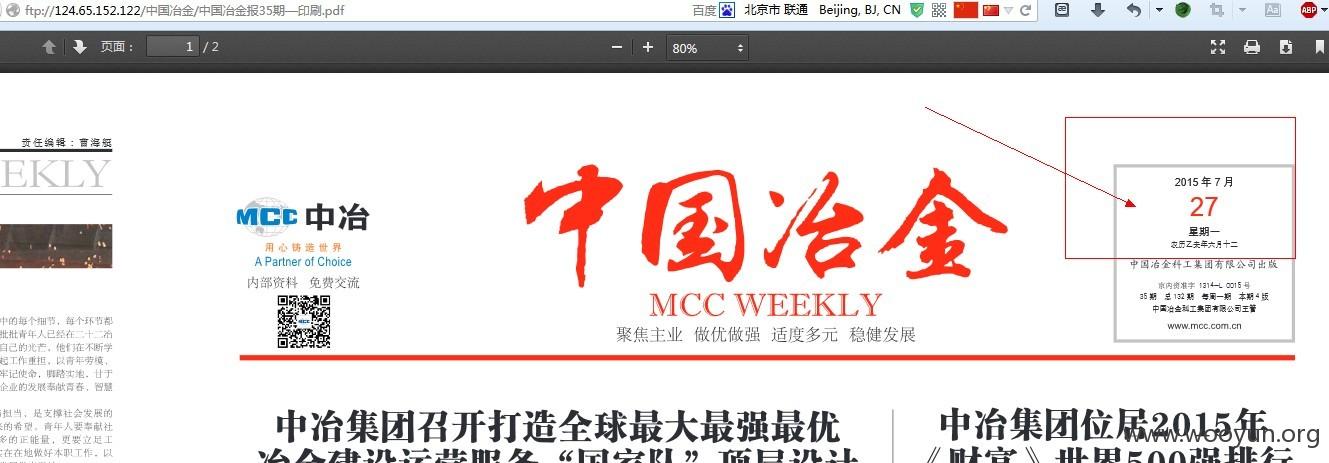 ftp://124.65.152.122/中国冶金/中国冶金报35期—印刷.pdf
百度 北京市 联通 Beijing, BJ, CN
Aa
ABP
页面： 1 / 2
80%
责任编辑：曹海筑
EKLY
中的每个细节，每个环节都
批批青年人已经在二十二冶
自己的光芒，他们在不断学
起工作重担，以青年劳模、
牢记使命，脚踏实地，甘于
企业的发展奉献青春、智慧
担当，是支撑社会发展的
的希望。青年人要奉献社
多的正能量，更要立足工
实在在地做好本职工作，以
MCC 中冶
用心铸造世界
A Partner of Choice
内部资料 免费交流
中国冶金
MCC WEEKLY
聚焦主业 做优做强 适度多元 稳健发展
2015 年 7 月
27
星期一
农历乙未年六月十二
中国冶金科工集团有限公司出版
京内资准字 1314—L 0015 号
35 期 总 132 期 每周一期 本期 4 版
中国冶金科工集团有限公司主管
www.mcc.com.cn
中冶集团召开打造全球最大最强最优
冶金建设运营服务“国家队”顶层设计
中冶集团位居2015年
《财富》世界500强排行
www.wooyun.org